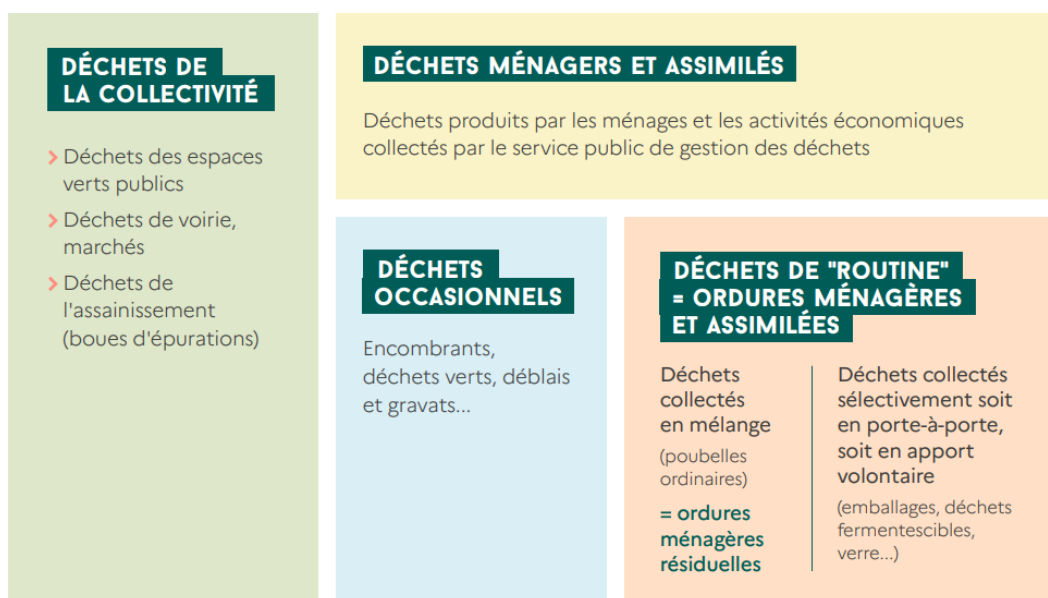 DÉCHETS DE
LA COLLECTIVITÉ
Déchets des espaces
verts publics
Déchets de voirie,
marchés
Déchets de
l'assainissement
(boues d'épurations)
DÉCHETS MÉNAGERS ET ASSIMILÉS
Déchets produits par les ménages et les activités économiques
collectés par le service public de gestion des déchets
DÉCHETS
OCCASIONNELS
Encombrants,
déchets verts, déblais
et gravats...
DÉCHETS DE "ROUTINE"
= ORDURES MÉNAGÈRES
ET ASSIMILÉES
Déchets
collectés
en mélange
(poubelles
ordinaires)
= ordures
ménagères
résiduelles
Déchets collectés
sélectivement soit
en porte-à-porte,
soit en apport
volontaire
(emballages, déchets
fermentescibles,
verre...)